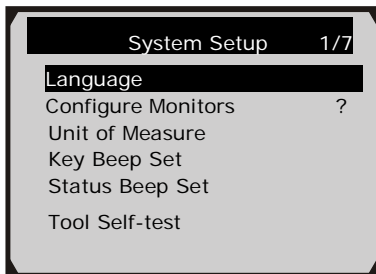 System Setup 1/7
Language
Configure Monitors ?
Unit of Measure
Key Beep Set
Status Beep Set
Tool Self-test